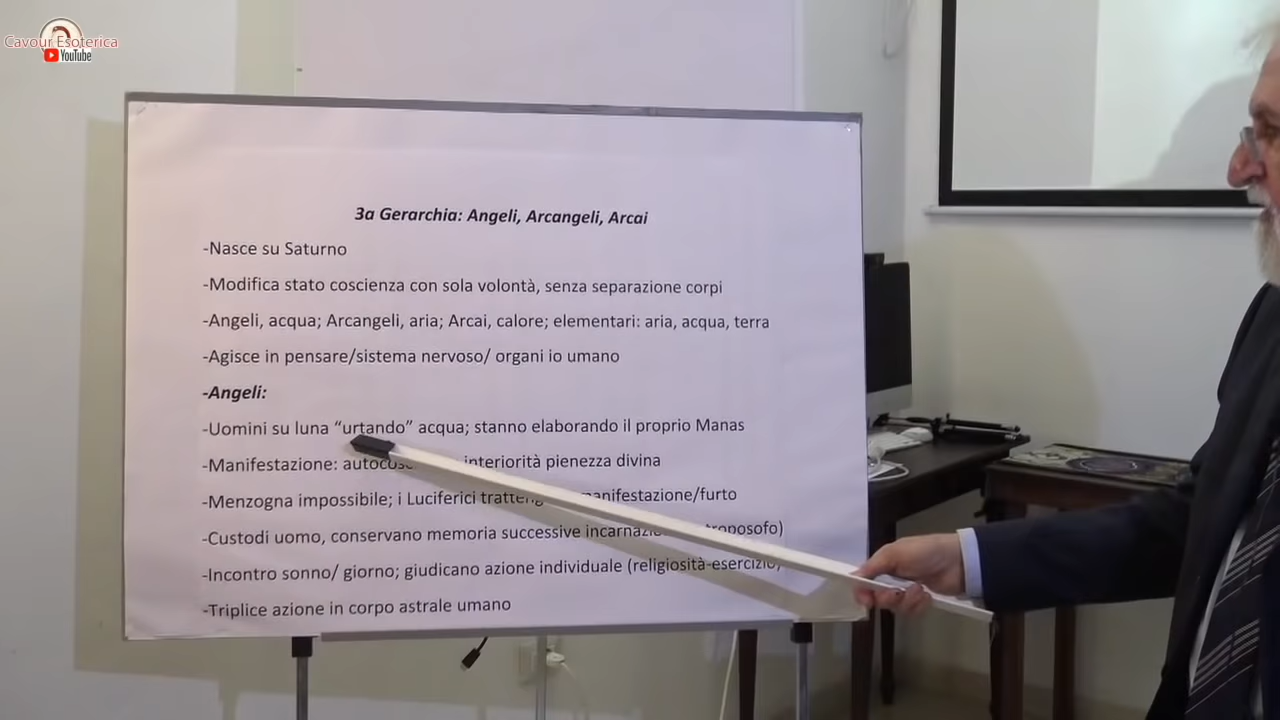 Cavour Esoterica
YouTube
3a Gerarchia: Angeli, Arcangeli, Arcai
-Nasce su Saturno
-Modifica stato coscienza con sola volontà, senza separazione corpi
-Angeli, acqua; Arcangeli, aria; Arcai, calore; elementari: aria, acqua, terra
-Agisce in pensare/sistema nervoso/ organi io umano
-Angeli:
-Uomini su luna “urtando” acqua; stanno elaborando il proprio Manas
-Manifestazione: interiorità pienezza divina
-Menzogna impossibile; i Luciferici manifestazione/furto
-Custodi uomo, conservano memoria successive
-Incontro sonno/ giorno; giudicano azione individuale (religiosità-esercizio)
-Triplice azione in corpo astrale umano